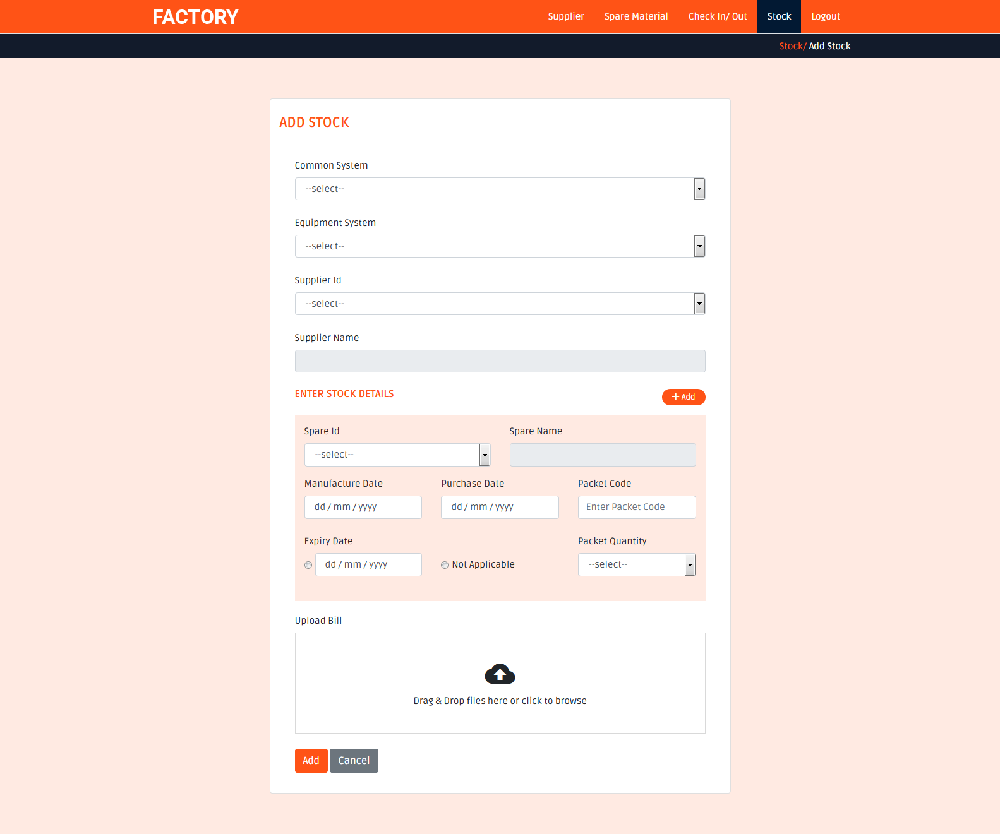 FACTORY
Supplier Spare Material Check In/ Out Stock Logout
Stock/ Add Stock
ADD STOCK
Common System
--select--
Equipment System
--select--
Supplier Id
--select--
Supplier Name
ENTER STOCK DETAILS
Add
Spare Id Spare Name
--select--
Manufacture Date Purchase Date Packet Code
dd / mm / yyyy dd / mm / yyyy Enter Packet Code
Expiry Date Packet Quantity
dd / mm / yyyy Not Applicable --select--
Upload Bill
Drag & Drop files here or click to browse
Add Cancel